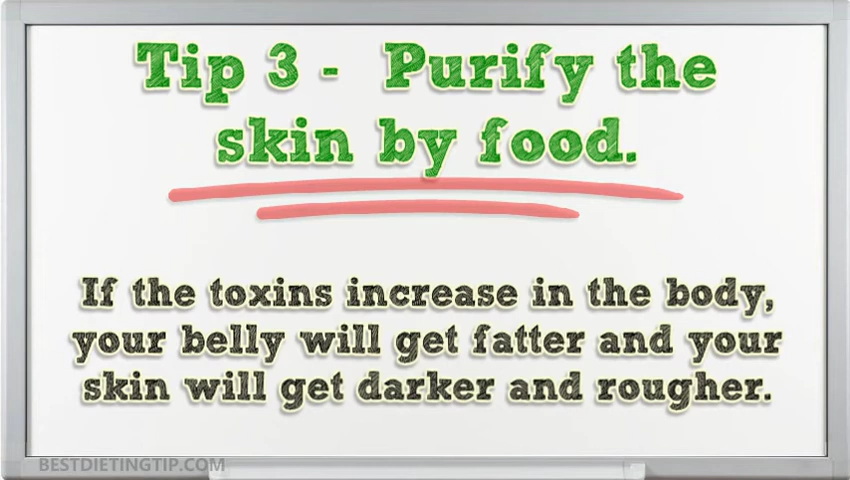 Tip 3 - Purify the
skin by food.
If the toxins increase in the body,
your belly will get fatter and your
skin will get darker and rougher.
BESTDIETINGTIP.COM